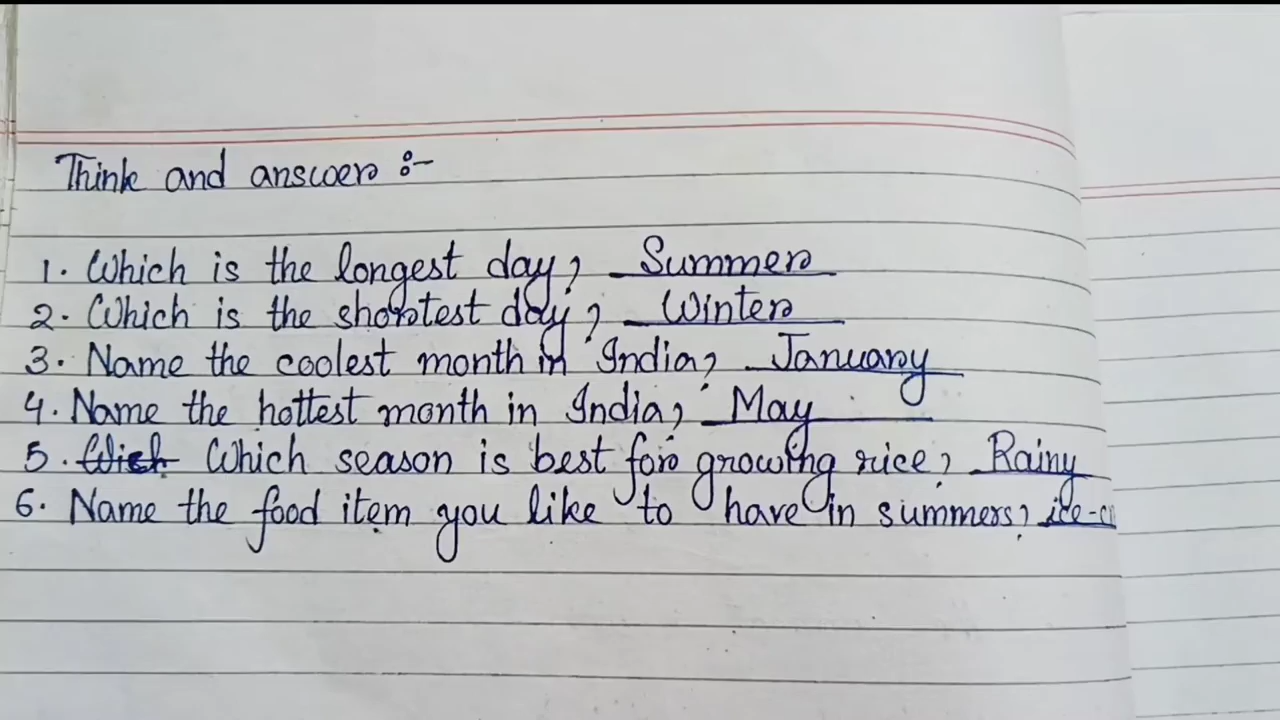 Think and answer :-
1. Which is the longest day? Summer
2. Which is the shortest day? Winter
3. Name the coolest month in India? January
4. Name the hottest month in India? May
5. Wich Which season is best for growing rice? Rainy
6. Name the food item you like to have in summers? ice-c